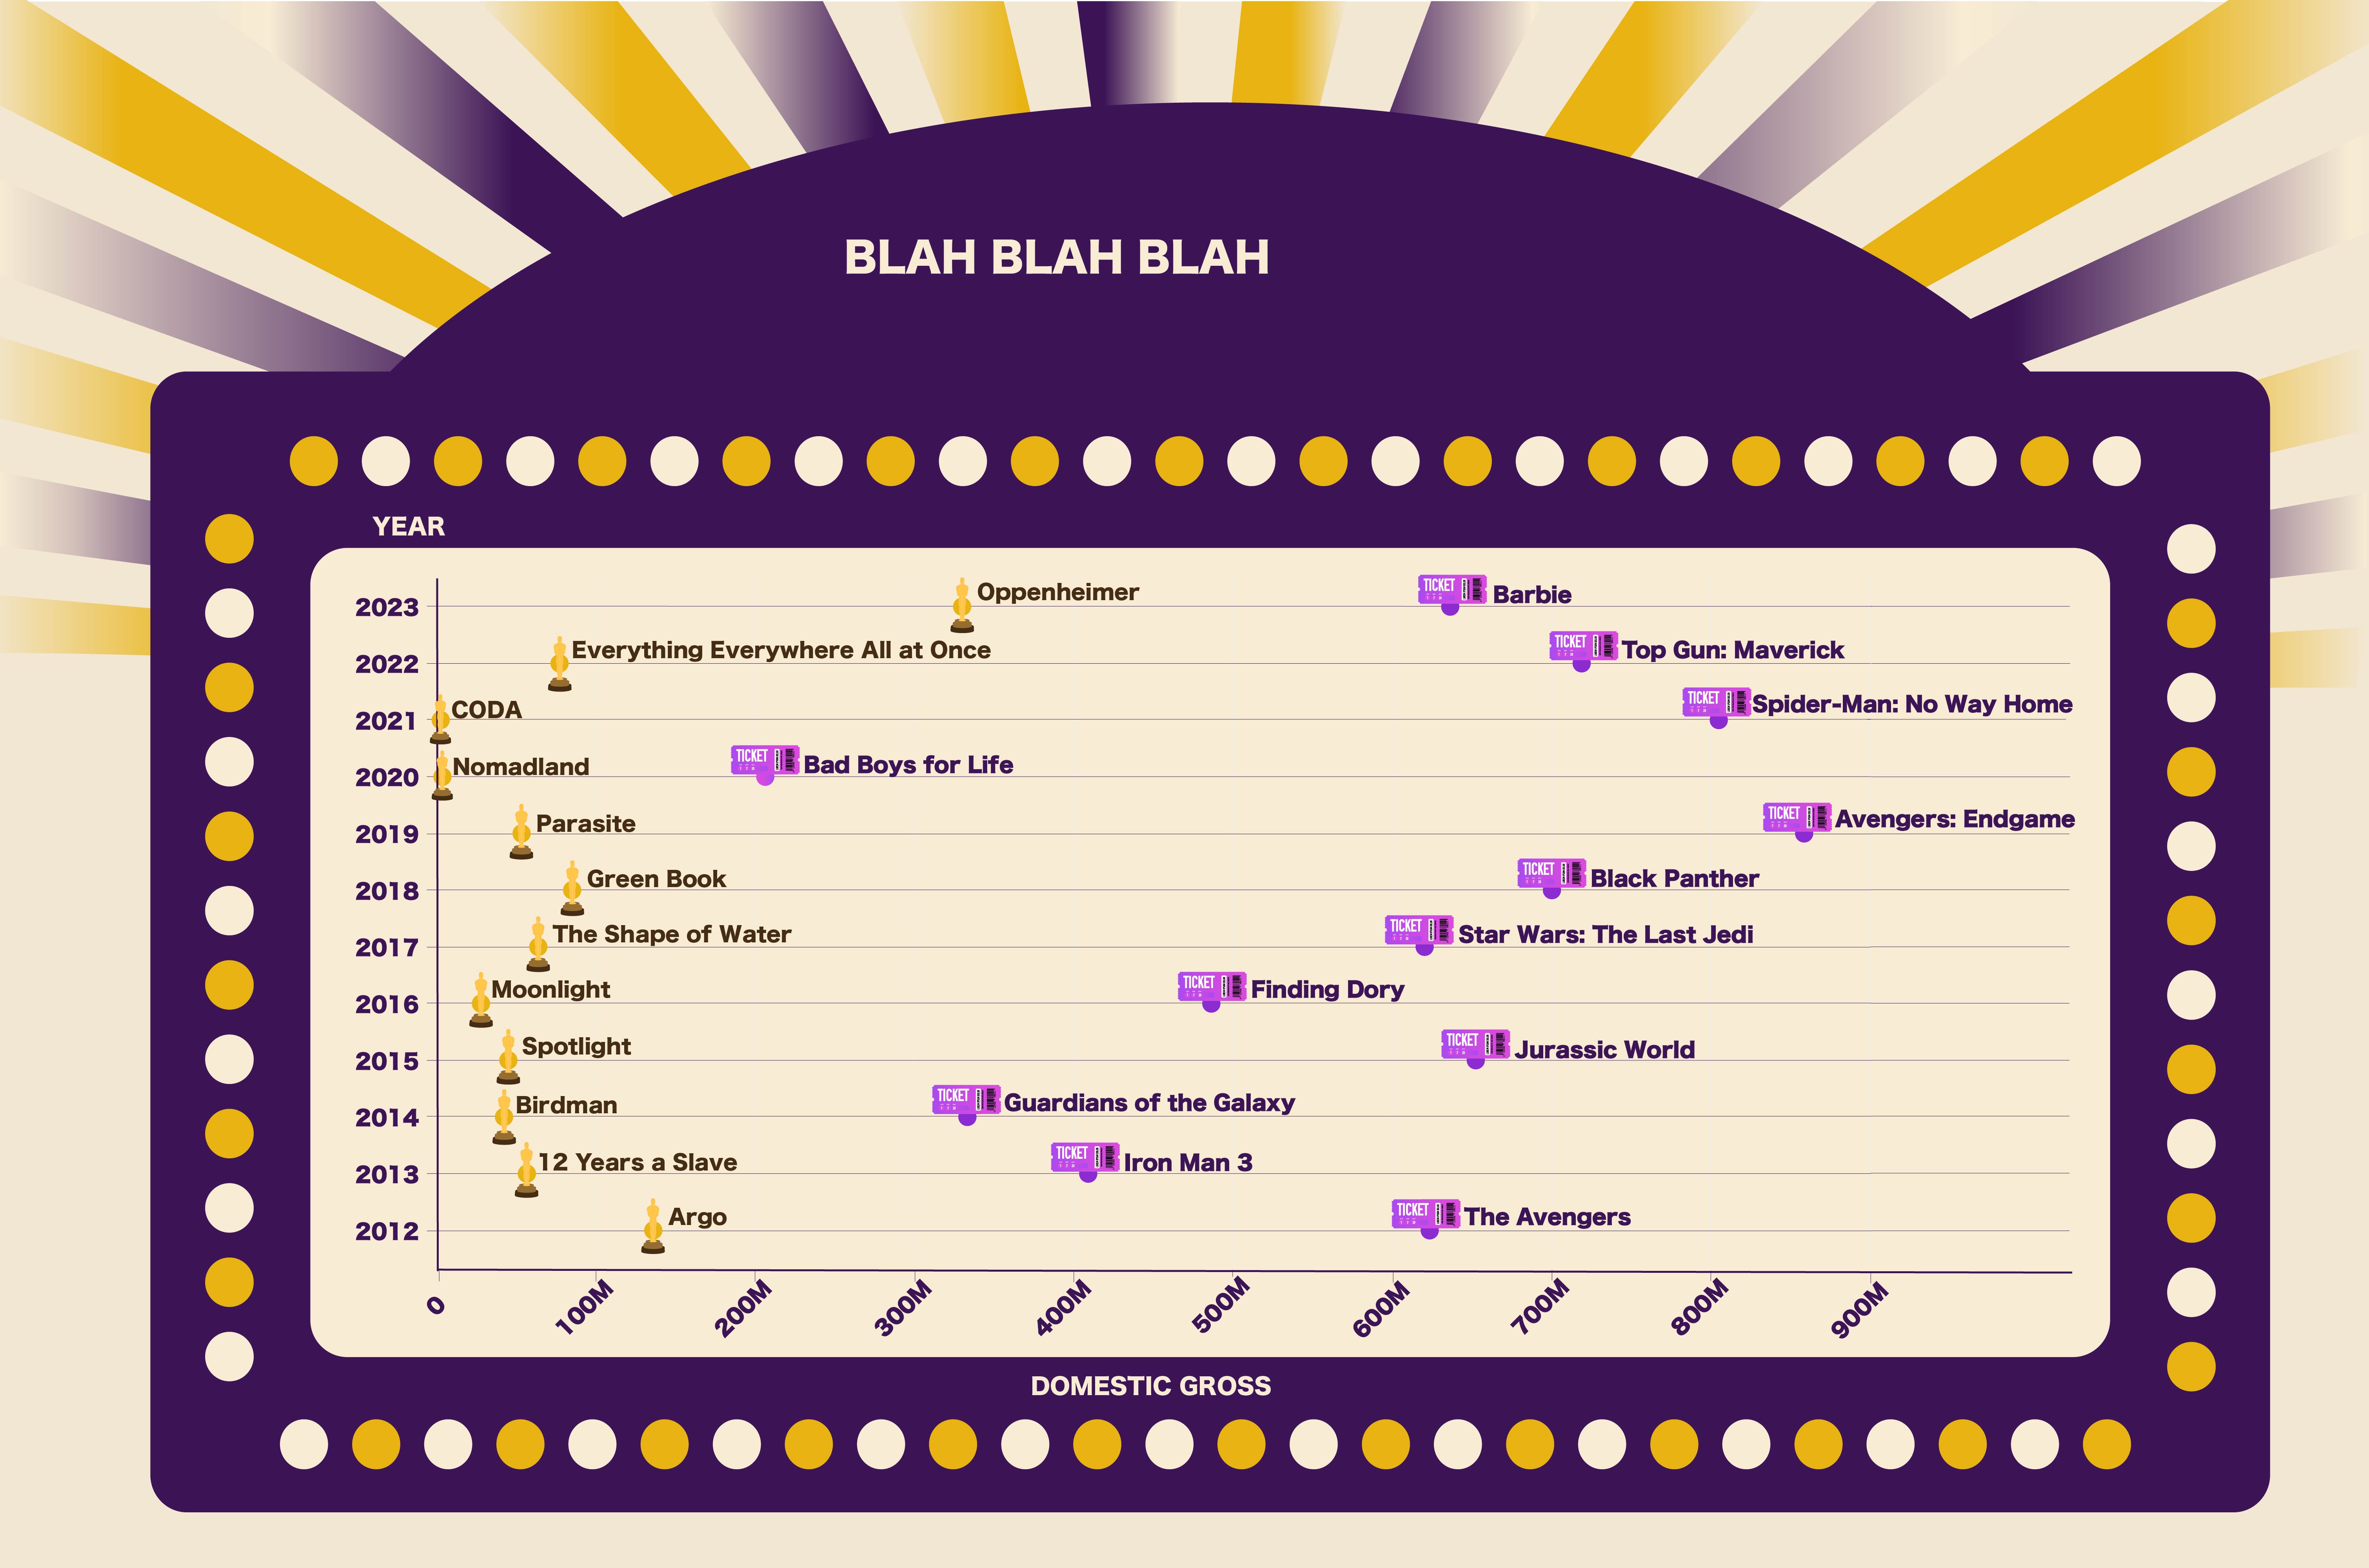 BLAH BLAH BLAH
YEAR
2023 Oppenheimer TICKET Barbie
2022 Everything Everywhere All at Once TICKET Top Gun: Maverick
2021 CODA TICKET Spider-Man: No Way Home
2020 Nomadland TICKET Bad Boys for Life
2019 Parasite TICKET Avengers: Endgame
2018 Green Book TICKET Black Panther
2017 The Shape of Water TICKET Star Wars: The Last Jedi
2016 Moonlight TICKET Finding Dory
2015 Spotlight TICKET Jurassic World
2014 Birdman TICKET Guardians of the Galaxy
2013 12 Years a Slave TICKET Iron Man 3
2012 Argo TICKET The Avengers
0 100M 200M 300M 400M 500M 600M 700M 800M 900M
DOMESTIC GROSS